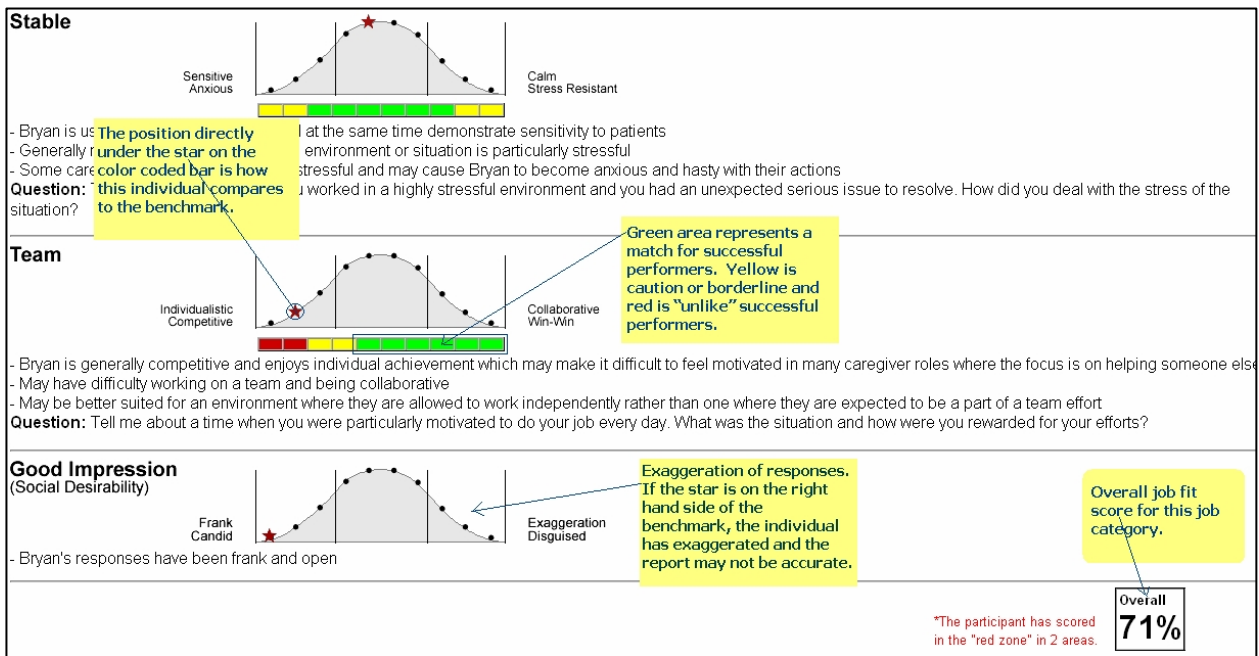 Stable
Sensitive
Anxious
Calm
Stress Resistant
- Bryan is us
at the same time demonstrate sensitivity to patients
- Generally
environment or situation is particularly stressful
- Some care
stressful and may cause Bryan to become anxious and hasty with their actions
Question:
worked in a highly stressful environment and you had an unexpected serious issue to resolve. How did you deal with the stress of the
situation?
The position directly
under the star on the
color coded bar is how
this individual compares
to the benchmark.
Team
Individualistic
Competitive
Collaborative
Win-Win
Green area represents a
match for successful
performers. Yellow is
caution or borderline and
red is "unlike" successful
performers.
- Bryan is generally competitive and enjoys individual achievement which may make it difficult to feel motivated in many caregiver roles where the focus is on helping someone else
- May have difficulty working on a team and being collaborative
- May be better suited for an environment where they are allowed to work independently rather than one where they are expected to be a part of a team effort
Question: Tell me about a time when you were particularly motivated to do your job every day. What was the situation and how were you rewarded for your efforts?
Good Impression
(Social Desirability)
Frank
Candid
Exaggeration
Disguised
- Bryan's responses have been frank and open
Exaggeration of responses.
If the star is on the right
hand side of the
benchmark, the individual
has exaggerated and the
report may not be accurate.
Overall job fit
score for this job
category.
*The participant has scored
in the "red zone" in 2 areas.
Overall
71%